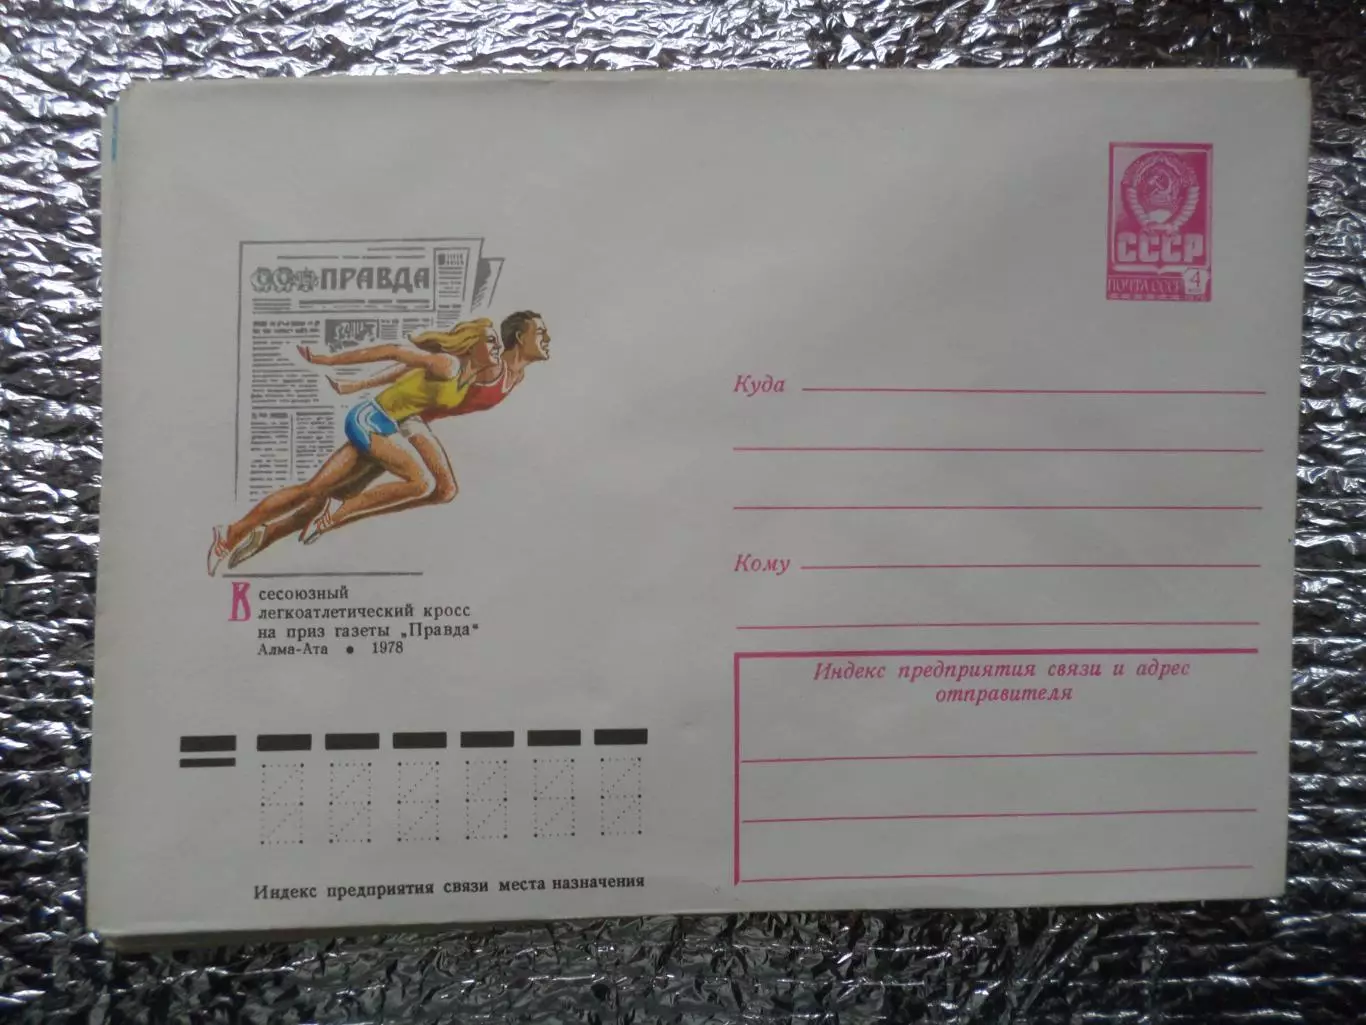 ПРАВДА
СССР
ПОЧТА СССР
4
Куда
Кому
Всесоюзный
легкоатлетический кросс
на приз газеты „Правда“
Алма-Ата • 1978
Индекс предприятия связи и адрес
отправителя
Индекс предприятия связи места назначения